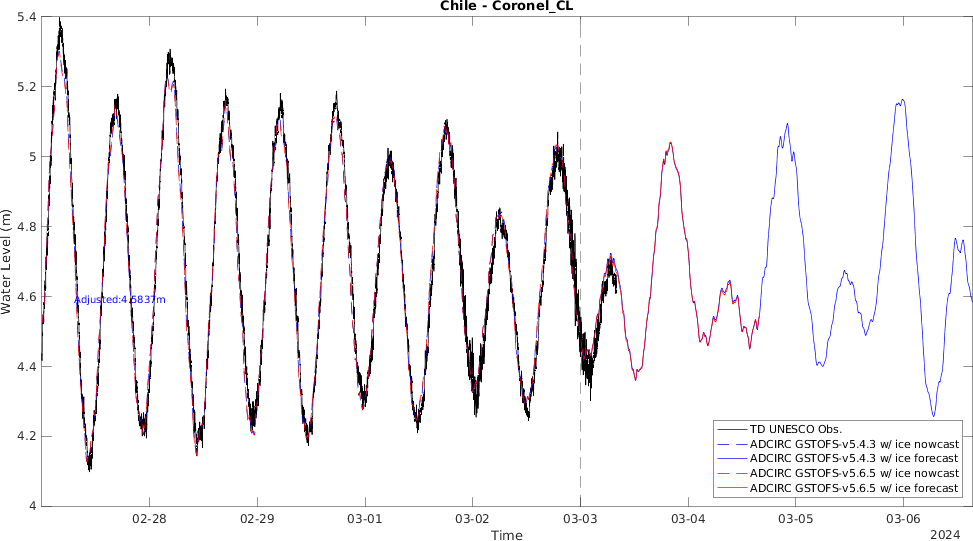 Chile - Coronel_CL
5.4
5.2
5
4.8
4.6
4.4
4.2
4
Water Level (m)
Adjusted:4.5837m
TD UNESCO Obs.
ADCIRC GSTOFS-v5.4.3 w/ ice nowcast
ADCIRC GSTOFS-v5.4.3 w/ ice forecast
ADCIRC GSTOFS-v5.6.5 w/ ice nowcast
ADCIRC GSTOFS-v5.6.5 w/ ice forecast
02-28 02-29 03-01 03-02 03-03 03-04 03-05 03-06
Time 2024